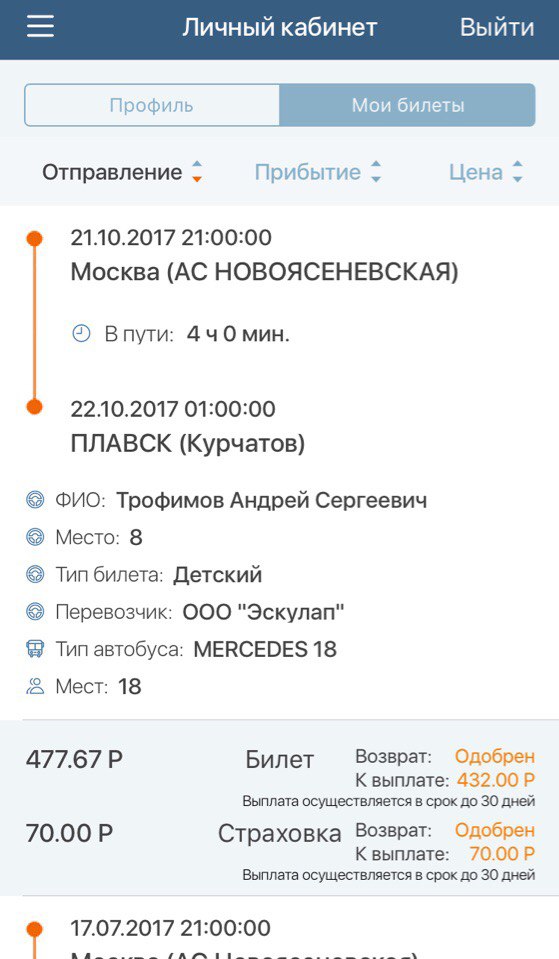 Личный кабинет Выйти
Профиль Мои билеты
Отправление Прибытие Цена
21.10.2017 21:00:00
Москва (АС НОВОЯСЕНЕВСКАЯ)
В пути: 4 ч 0 мин.
22.10.2017 01:00:00
ПЛАВСК (Курчатов)
ФИО: Трофимов Андрей Сергеевич
Место: 8
Тип билета: Детский
Перевозчик: ООО "Эскулап"
Тип автобуса: MERCEDES 18
Мест: 18
477.67 Р Билет Возврат: Одобрен
К выплате: 432.00 Р
Выплата осуществляется в срок до 30 дней
70.00 Р Страховка Возврат: Одобрен
К выплате: 70.00 Р
Выплата осуществляется в срок до 30 дней
17.07.2017 21:00:00
Москва (АС Новоясеневская)